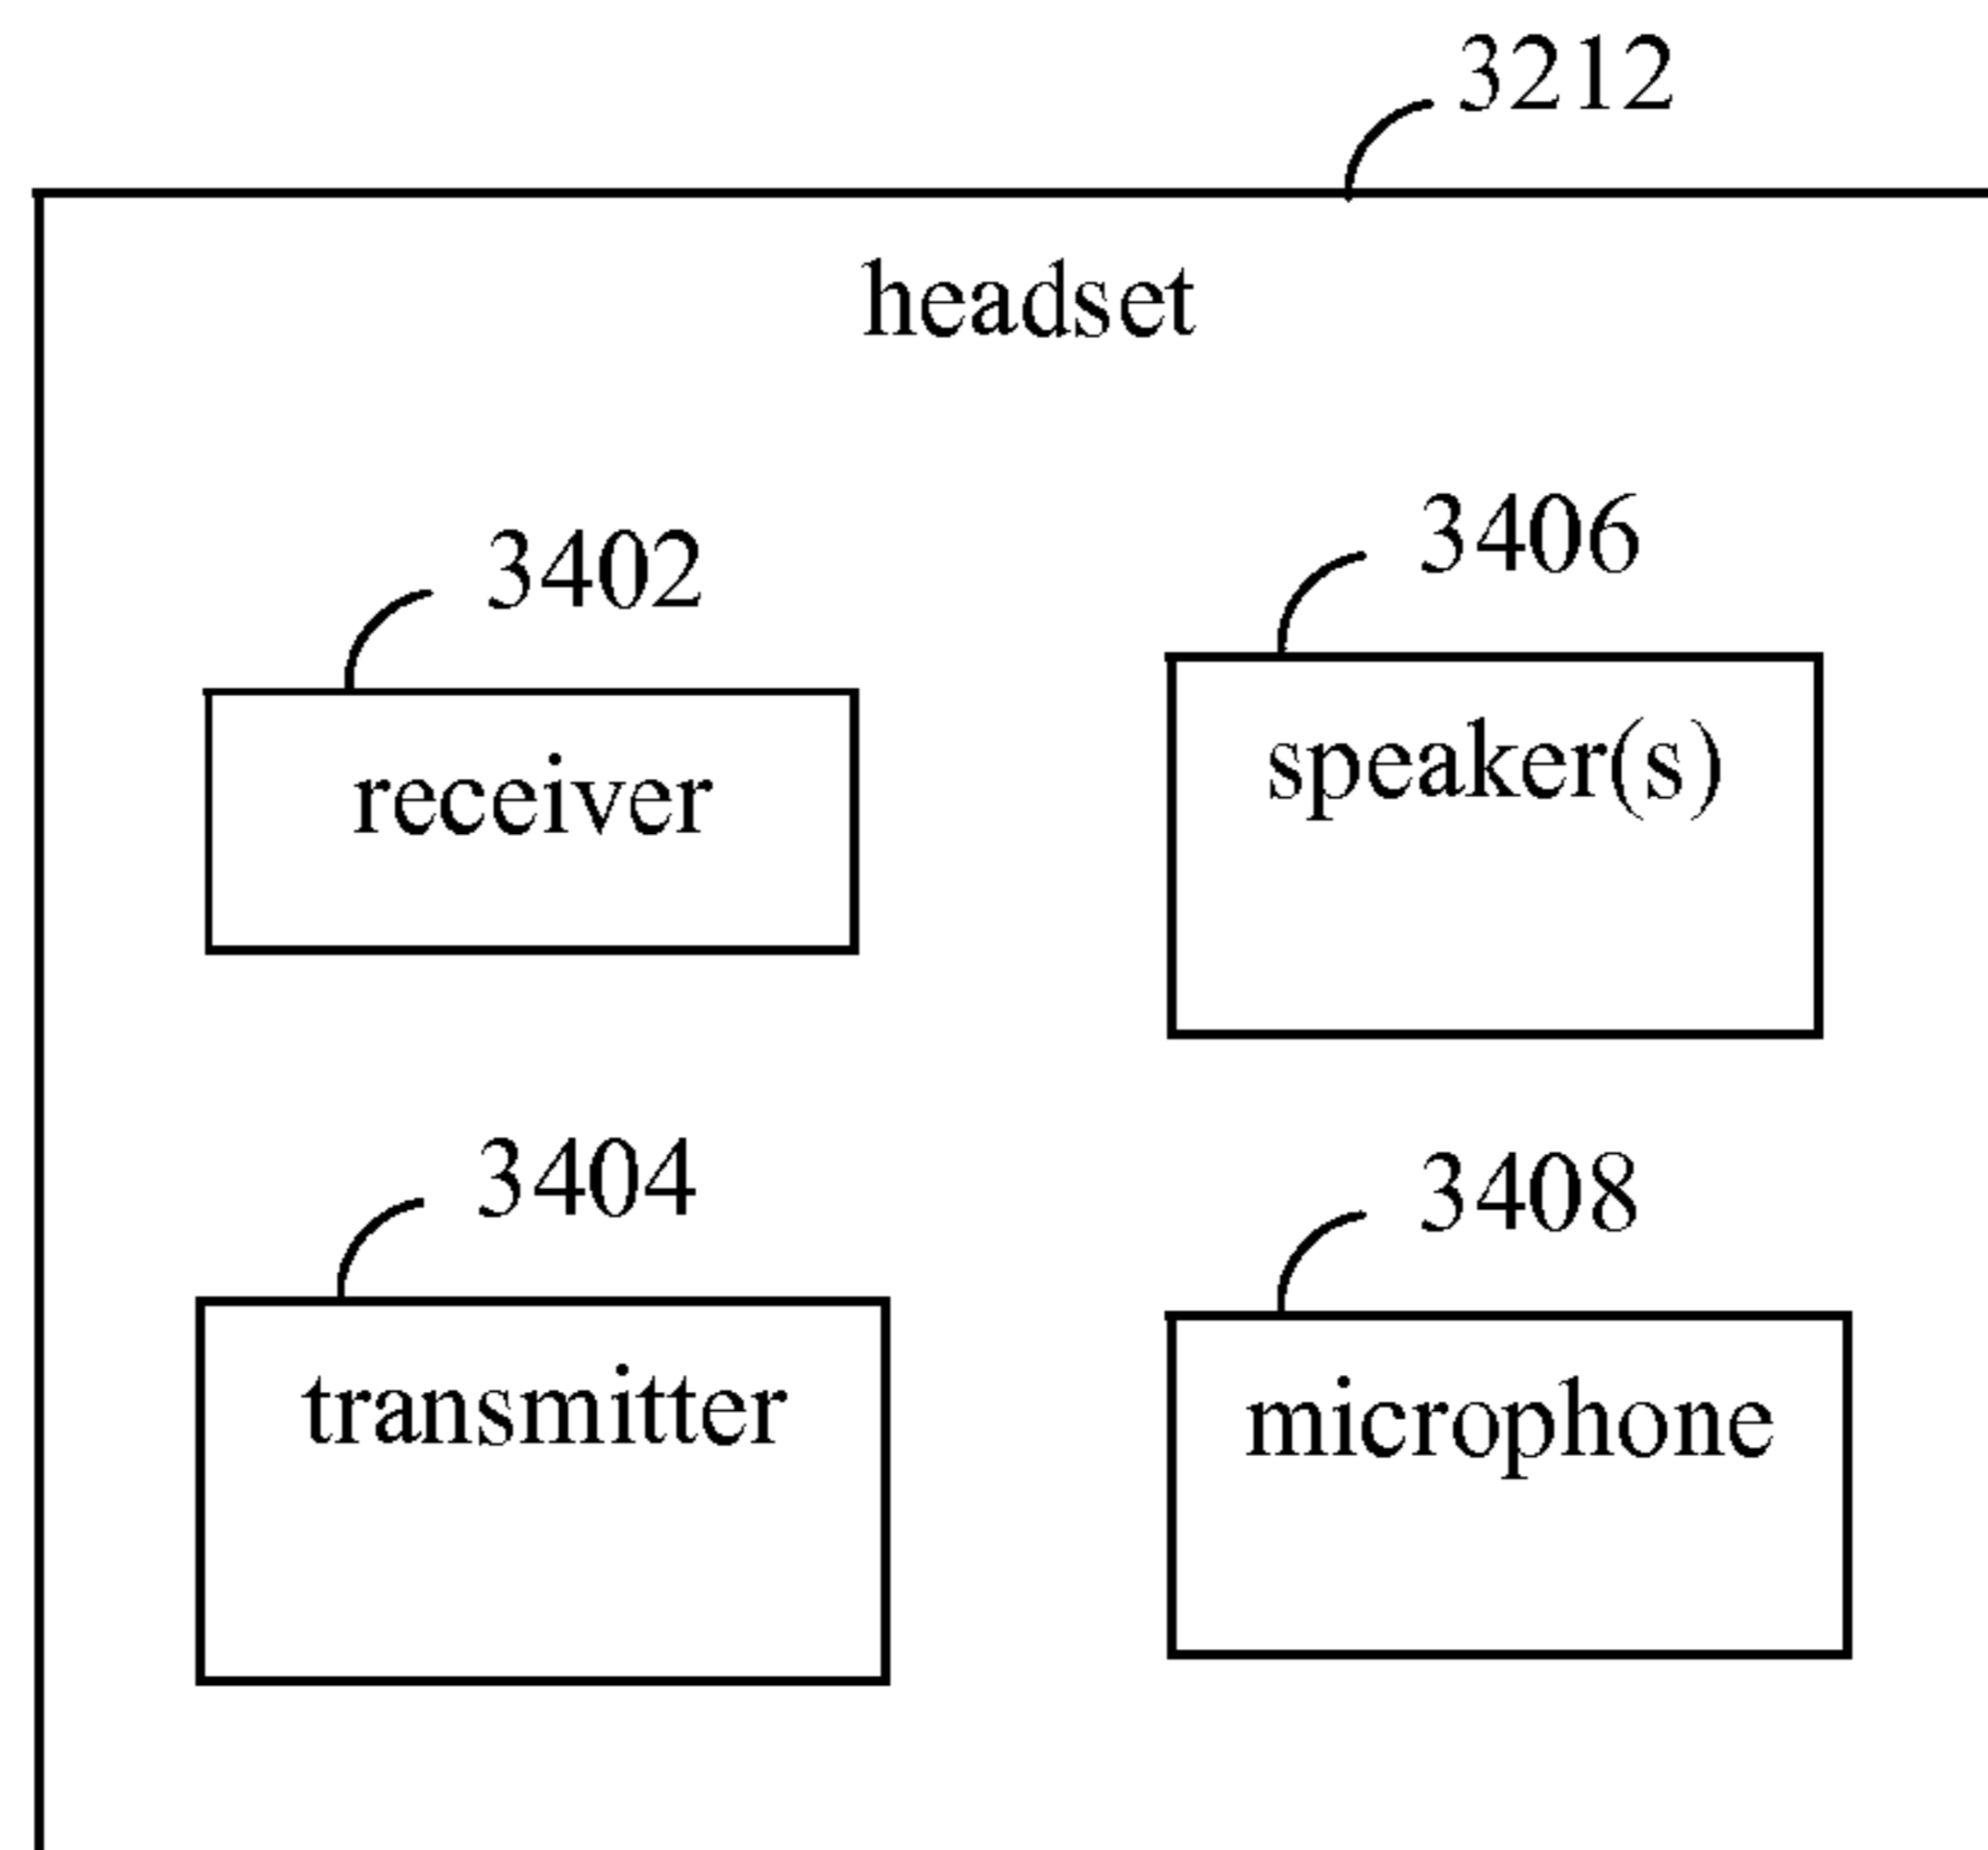 3212
headset
3402
receiver
3406
speaker(s)
3404
transmitter
3408
microphone